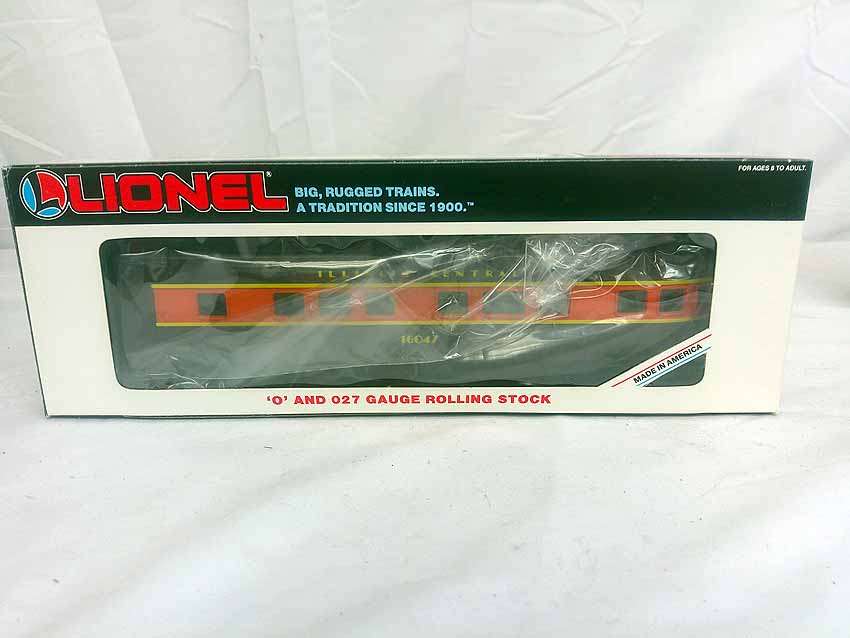 LIONEL®
BIG, RUGGED TRAINS.
A TRADITION SINCE 1900.™
FOR AGES 8 TO ADULT.
CENTRA
16047
MADE IN AMERICA
'O' AND 027 GAUGE ROLLING STOCK